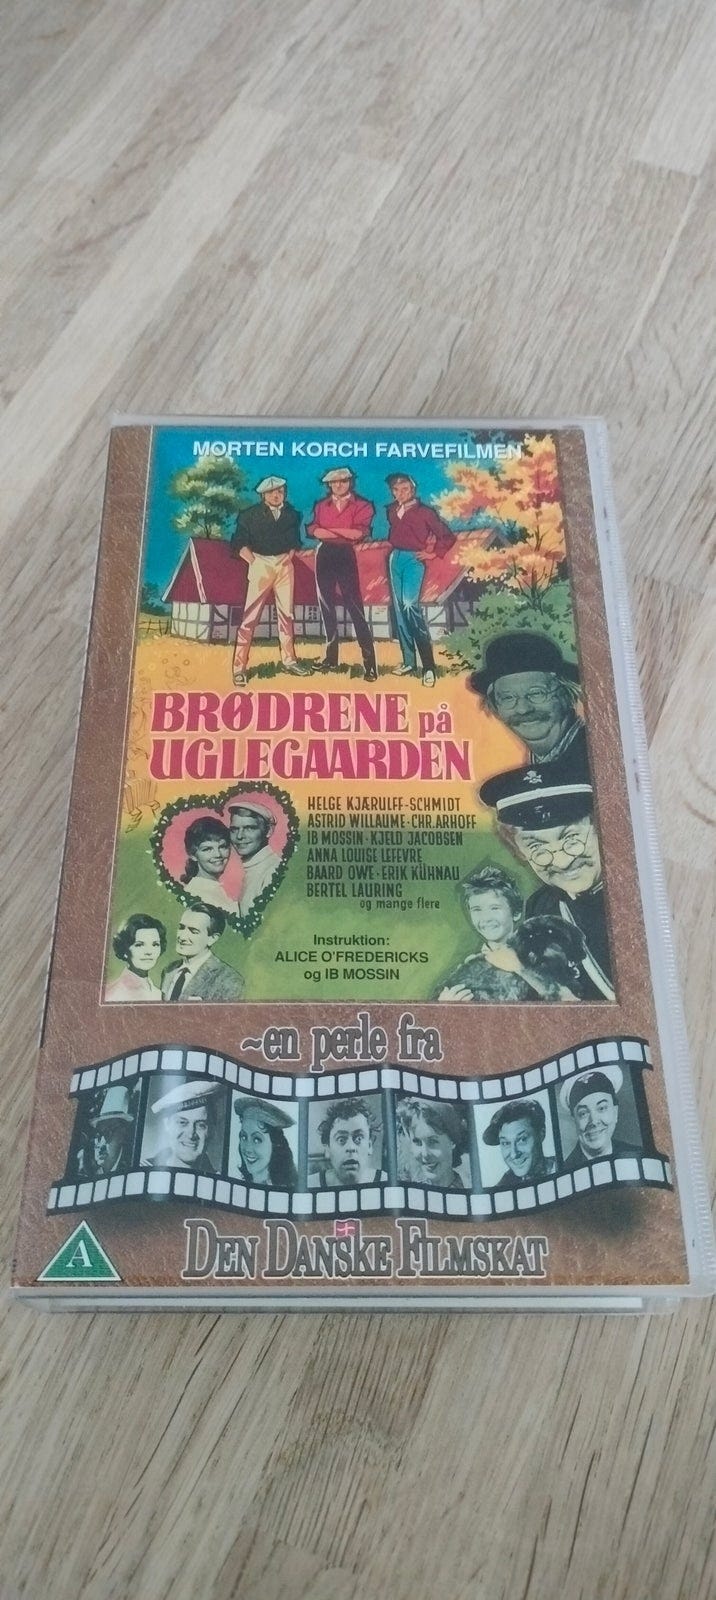 MORTEN KORCH FARVEFILMEN
BRØDRENE på
UGLEGAARDEN
HELGE KJÆRULFF-SCHMIDT
ASTRID WILLAUME·CHR.ARHOFF
IB MOSSIN·KJELD JACOBSEN
ANNA LOUISE LEFEVRE
BAARD OWE·ERIK KÜHNAU
BERTEL LAURING
og mange flere
Instruktion:
ALICE O'FREDERICKS
og IB MOSSIN
~en perle fra
A
DEN DANSKE FILMSKAT